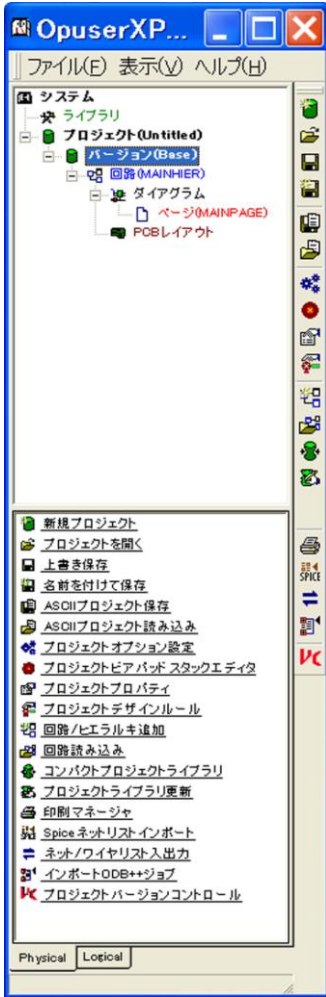 OpuserXP...
ファイル(F) 表示(V) ヘルプ(H)
システム
ライブラリ
プロジェクト(Untitled)
バージョン(Base)
回路(MAINHIER)
ダイアグラム
ページ(MAINPAGE)
PCBレイアウト
新規プロジェクト
プロジェクトを開く
上書き保存
名前を付けて保存
ASCIIプロジェクト保存
ASCIIプロジェクト読み込み
プロジェクトオプション設定
プロジェクトビアパッドスタックエディタ
プロジェクトプロパティ
プロジェクトデザインルール
回路/ヒエラルキ追加
回路読み込み
コンパクトプロジェクトライブラリ
プロジェクトライブラリ更新
印刷マネージャ
Spiceネットリストインポート
ネット/ワイヤリスト入出力
インポートODB++ジョブ
プロジェクトバージョンコントロール
SPICE
VC
Physical Logical